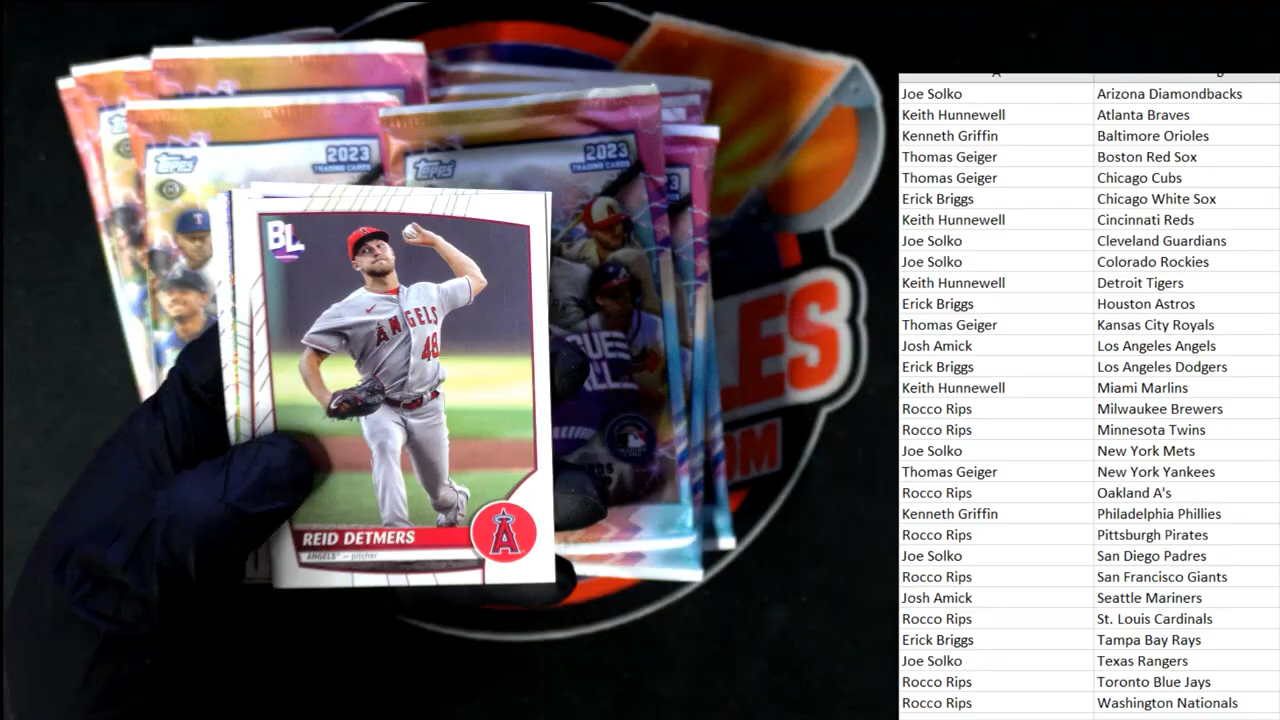 Topps
2023
TRADING CARDS
Topps
2023
TRADING CARDS
BL
ANGELS
48
REID DETMERS
ANGELS — pitcher
A
LES
OM
A B
Joe Solko Arizona Diamondbacks
Keith Hunnewell Atlanta Braves
Kenneth Griffin Baltimore Orioles
Thomas Geiger Boston Red Sox
Thomas Geiger Chicago Cubs
Erick Briggs Chicago White Sox
Keith Hunnewell Cincinnati Reds
Joe Solko Cleveland Guardians
Joe Solko Colorado Rockies
Keith Hunnewell Detroit Tigers
Erick Briggs Houston Astros
Thomas Geiger Kansas City Royals
Josh Amick Los Angeles Angels
Erick Briggs Los Angeles Dodgers
Keith Hunnewell Miami Marlins
Rocco Rips Milwaukee Brewers
Rocco Rips Minnesota Twins
Joe Solko New York Mets
Thomas Geiger New York Yankees
Rocco Rips Oakland A's
Kenneth Griffin Philadelphia Phillies
Rocco Rips Pittsburgh Pirates
Joe Solko San Diego Padres
Rocco Rips San Francisco Giants
Josh Amick Seattle Mariners
Rocco Rips St. Louis Cardinals
Erick Briggs Tampa Bay Rays
Joe Solko Texas Rangers
Rocco Rips Toronto Blue Jays
Rocco Rips Washington Nationals